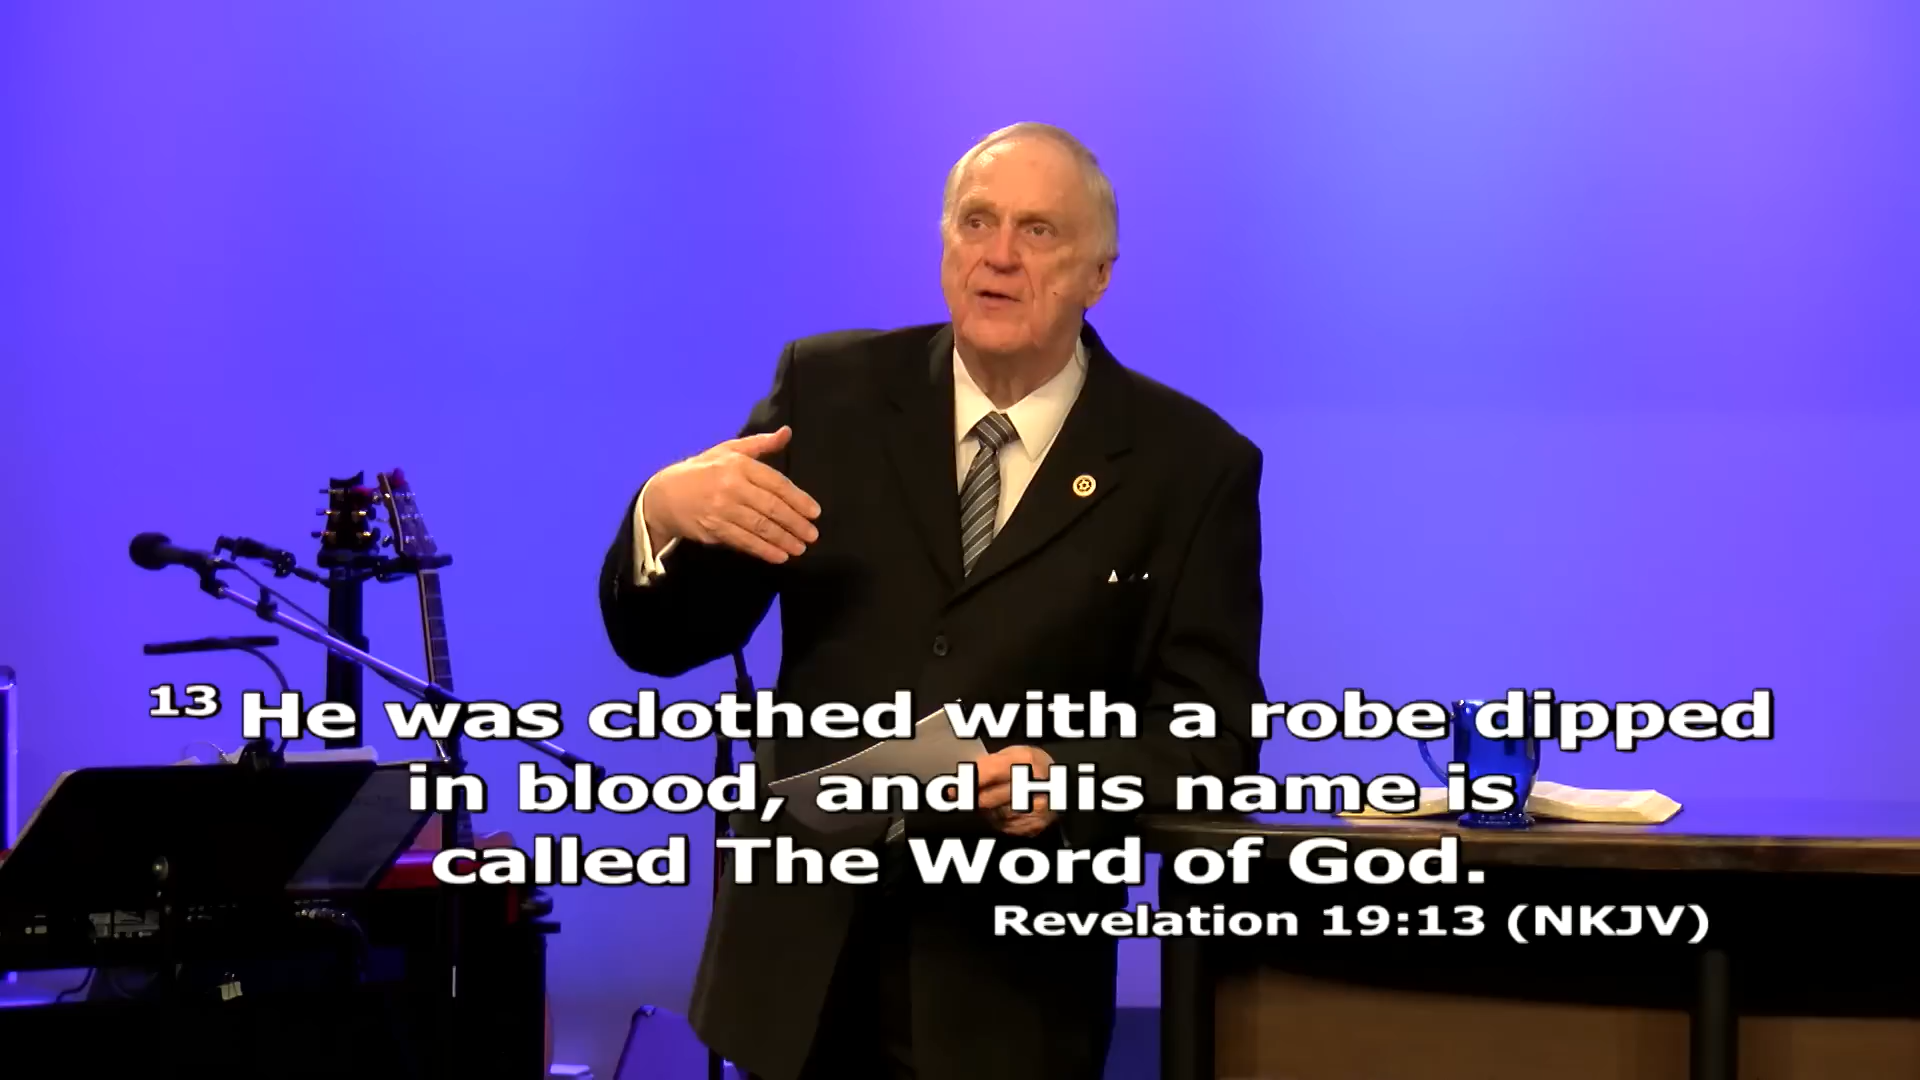 13 He was clothed with a robe dipped
in blood, and His name is
called The Word of God.
Revelation 19:13 (NKJV)